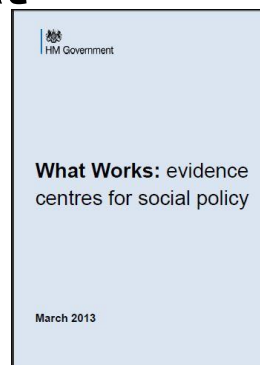 HM Government
What Works: evidence
centres for social policy
March 2013